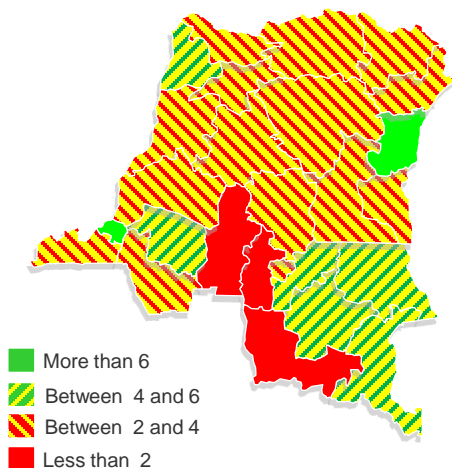 More than 6
Between 4 and 6
Between 2 and 4
Less than 2